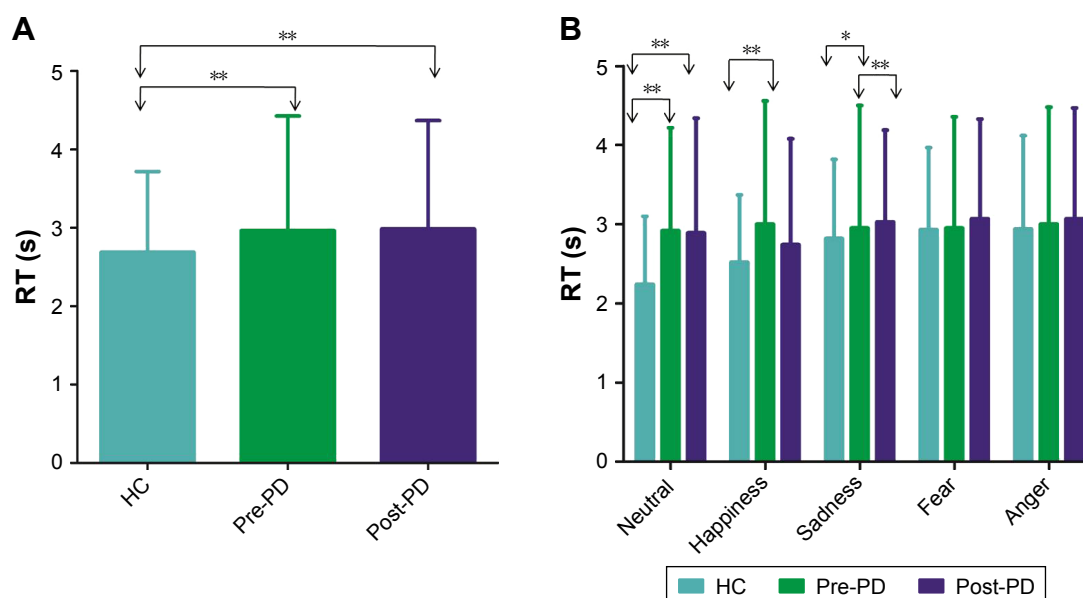 A
**
**
RT (s)
5
4
3
2
1
0
HC
Pre-PD
Post-PD
B
**
**
**
*
**
RT (s)
5
4
3
2
1
0
Neutral
Happiness
Sadness
Fear
Anger
HC Pre-PD Post-PD